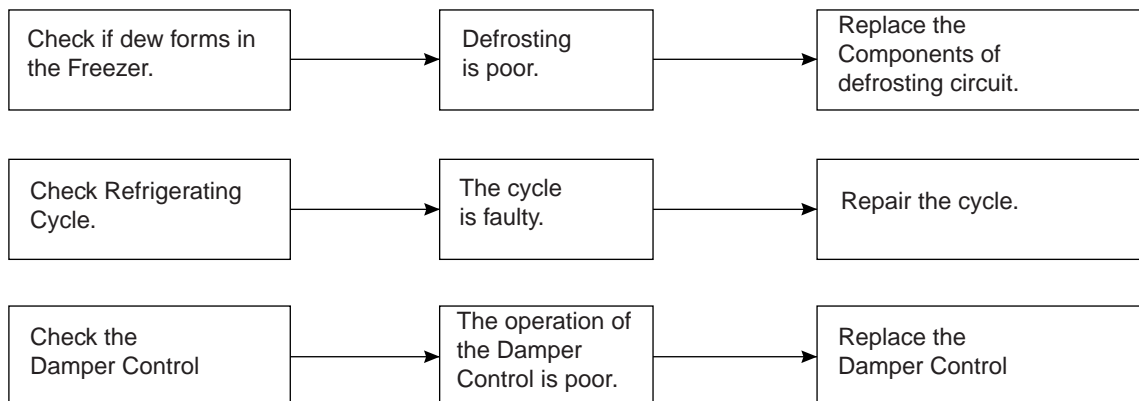 Check if dew forms in
the Freezer.
Defrosting
is poor.
Replace the
Components of
defrosting circuit.
Check Refrigerating
Cycle.
The cycle
is faulty.
Repair the cycle.
Check the
Damper Control
The operation of
the Damper
Control is poor.
Replace the
Damper Control